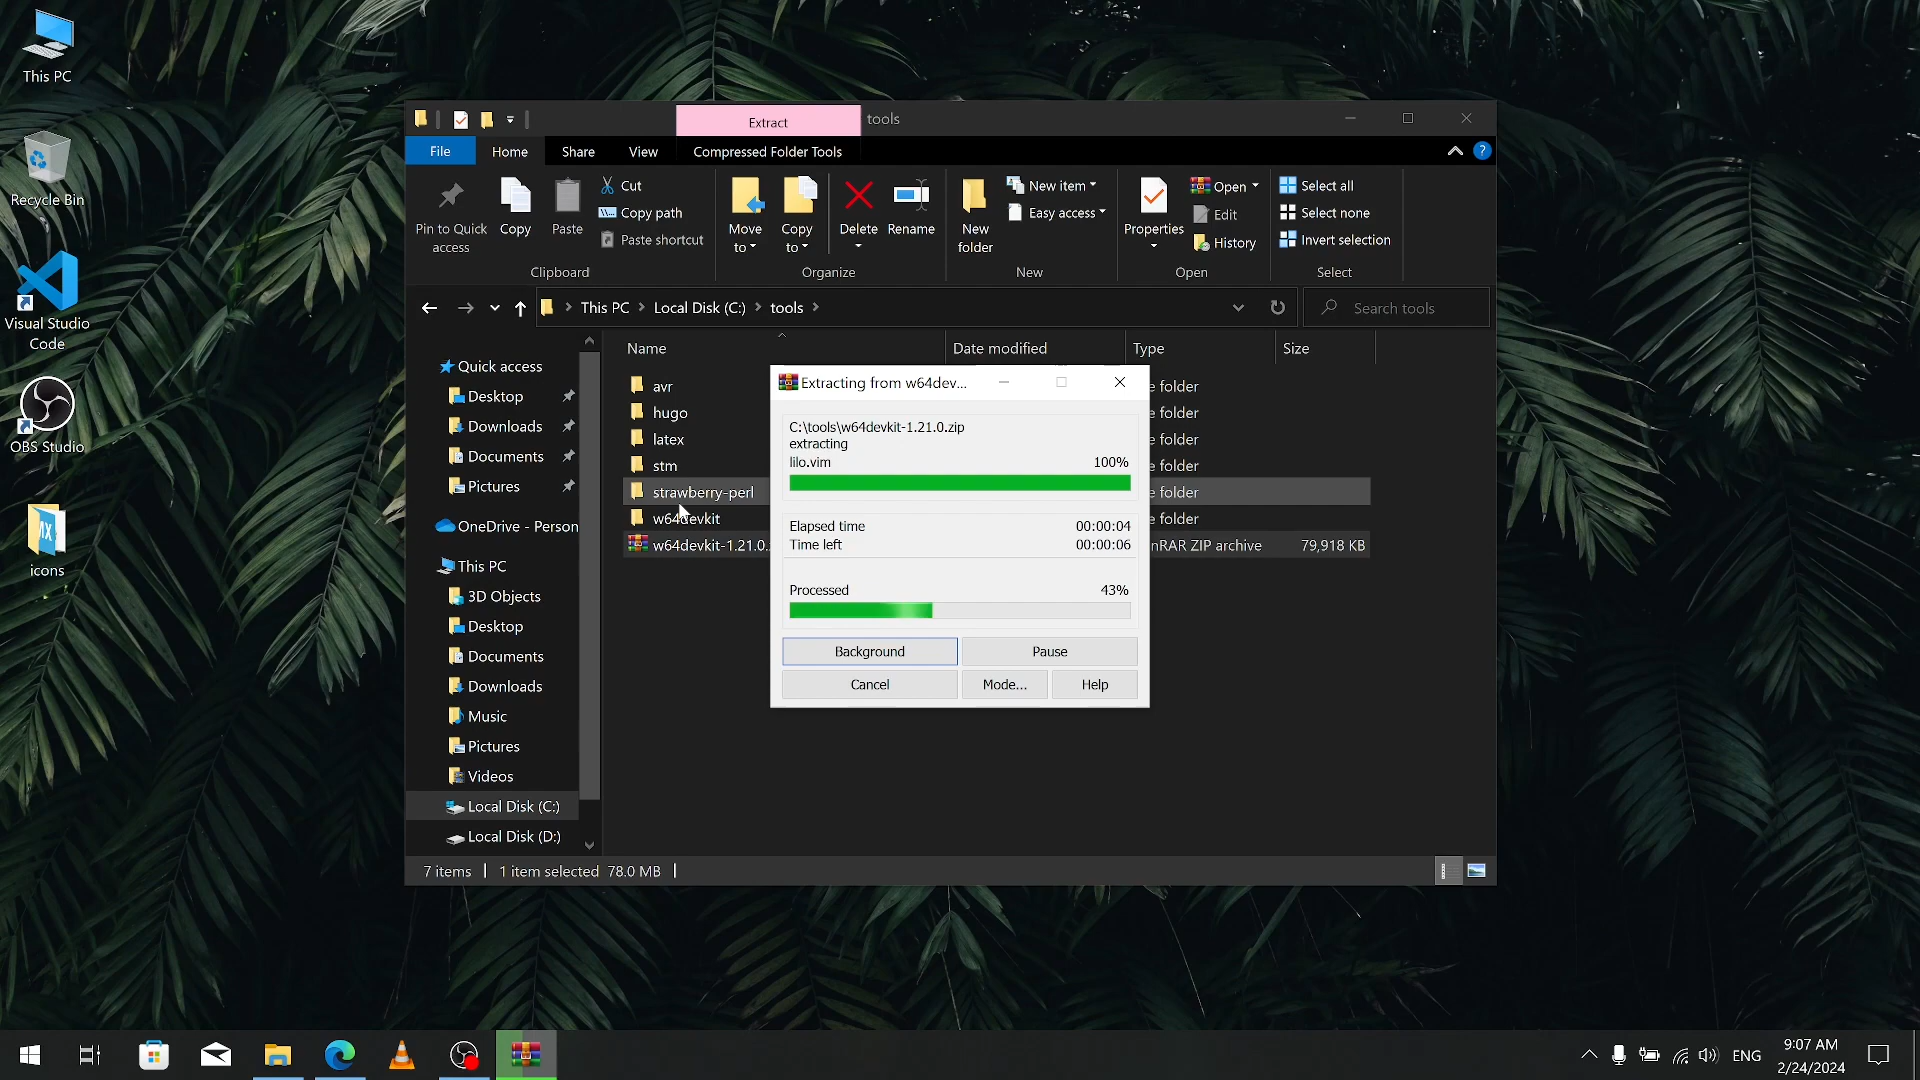 This PC
Recycle Bin
Visual Studio
Code
OBS Studio
icons
Extract
tools
File
Home
Share
View
Compressed Folder Tools
?
Pin to Quick
access
Copy
Paste
Cut
Copy path
Paste shortcut
Clipboard
Move
to
Copy
to
Delete
Rename
Organize
New
folder
New item
Easy access
New
Properties
Open
Edit
History
Open
Select all
Select none
Invert selection
Select
This PC
Local Disk (C:)
tools
Search tools
Name
Date modified
Type
Size
Quick access
Desktop
Downloads
Documents
Pictures
OneDrive - Person
This PC
3D Objects
Desktop
Documents
Downloads
Music
Pictures
Videos
Local Disk (C:)
Local Disk (D:)
avr
e folder
hugo
e folder
latex
e folder
stm
e folder
strawberry-perl
e folder
w64devkit
e folder
w64devkit-1.21.0.
nRAR ZIP archive
79,918 KB
Extracting from w64dev...
C:\tools\w64devkit-1.21.0.zip
extracting
lilo.vim
100%
Elapsed time
00:00:04
Time left
00:00:06
Processed
43%
Background
Pause
Cancel
Mode...
Help
7 items
1 item selected 78.0 MB
ENG
9:07 AM
2/24/2024